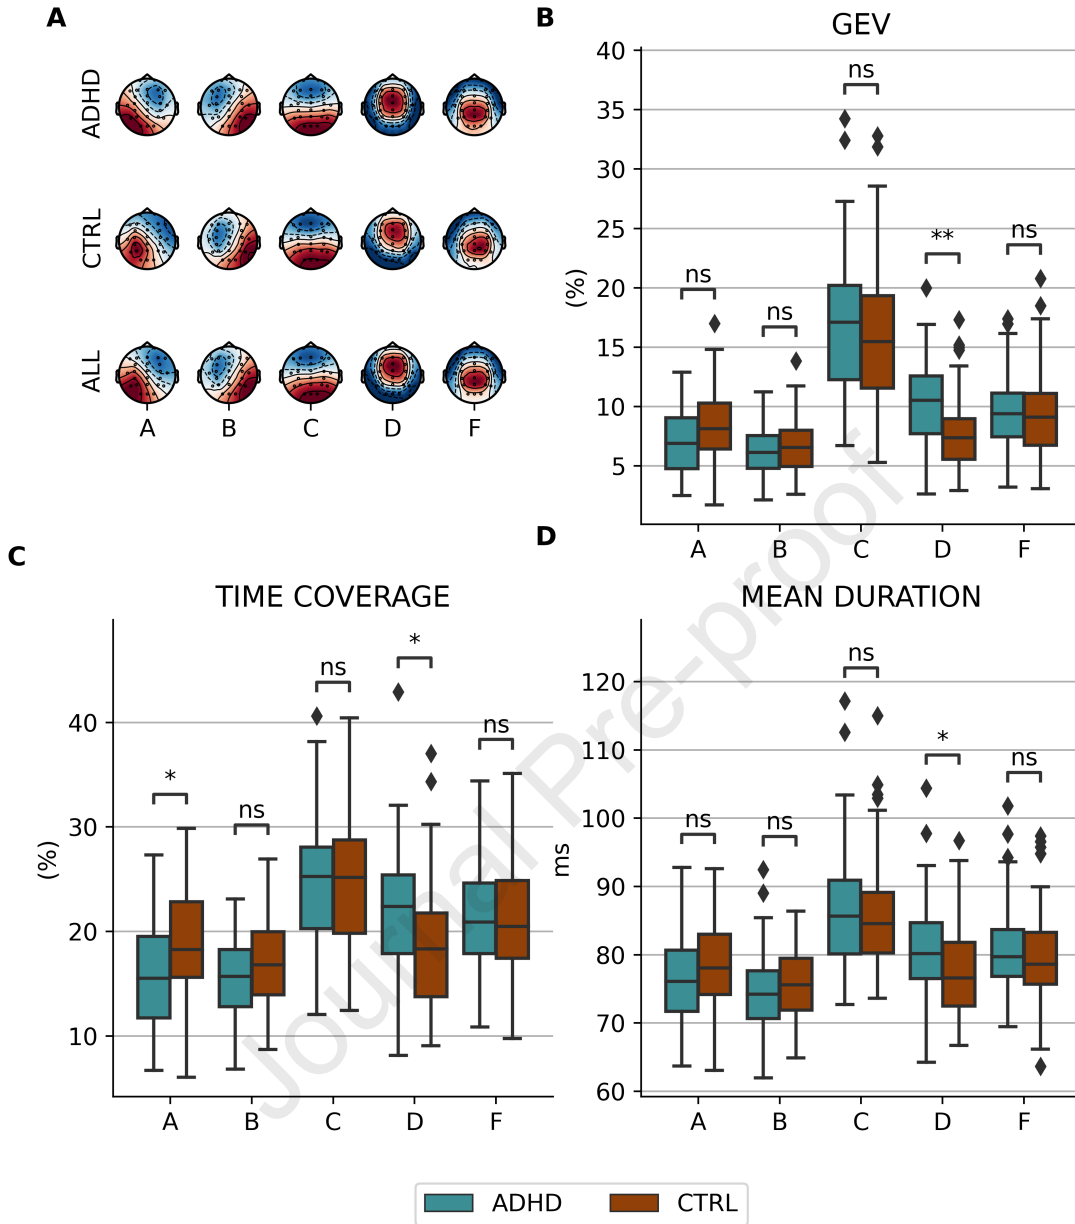 A
ADHD
CTRL
ALL
A B C D F
B
GEV
(%)
40
35
30
25
20
15
10
5
ns
ns
ns
**
ns
A B C D F
C
TIME COVERAGE
(%)
40
30
20
10
*
ns
ns
*
ns
A B C D F
D
MEAN DURATION
ms
120
110
100
90
80
70
60
ns
ns
ns
*
ns
A B C D F
ADHD CTRL
Journal Pre-proof